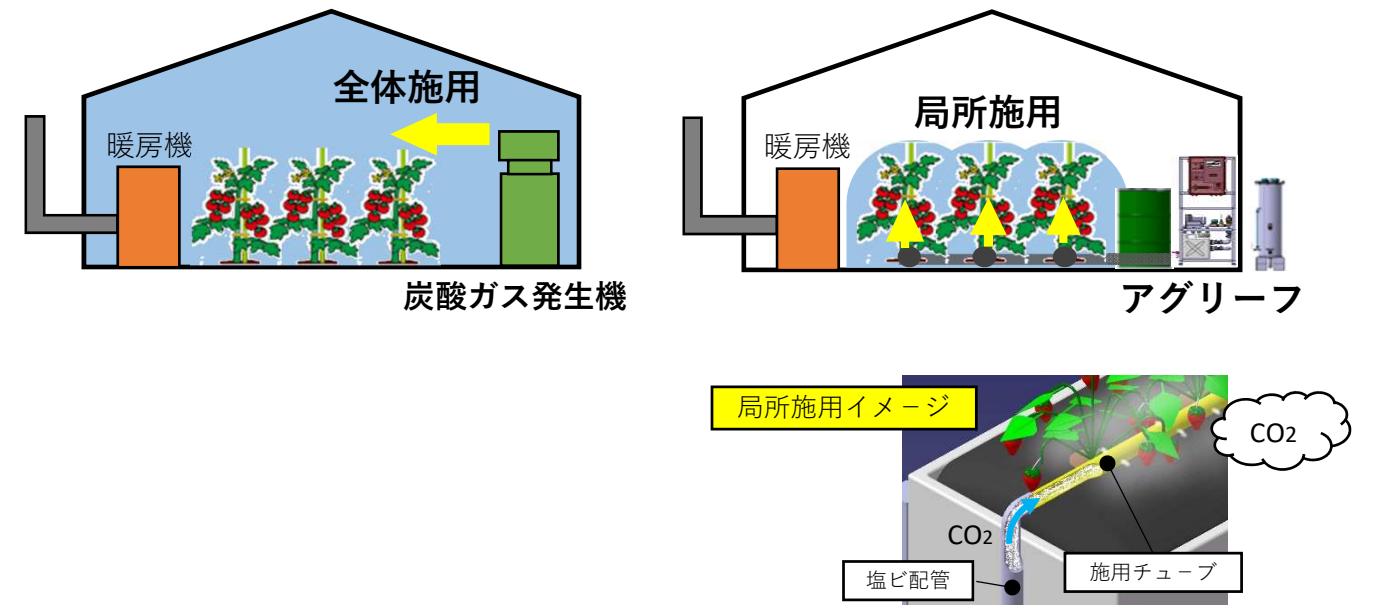 全体施用
暖房機
炭酸ガス発生機
局所施用
暖房機
アグリーフ
局所施用イメージ
CO2
CO2
塩ビ配管
施用チューブ